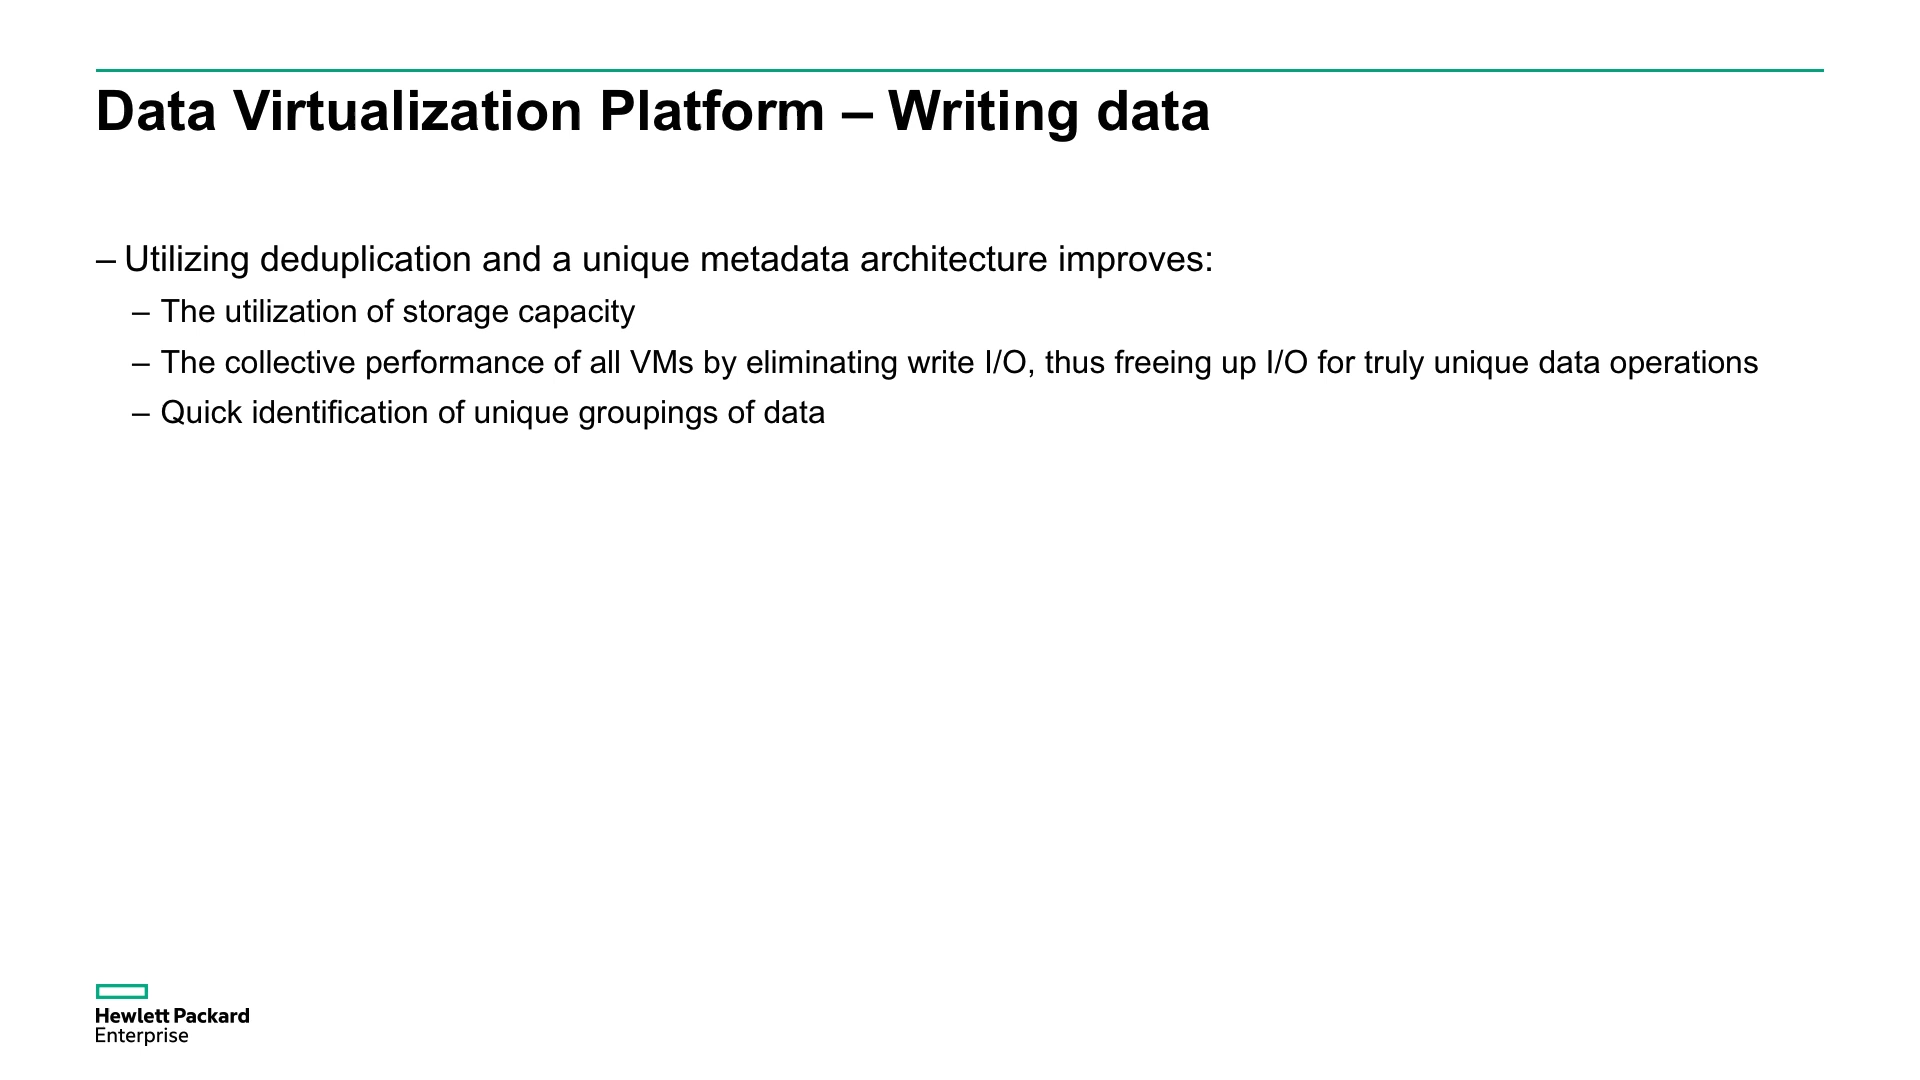 Data Virtualization Platform – Writing data
– Utilizing deduplication and a unique metadata architecture improves:
– The utilization of storage capacity
– The collective performance of all VMs by eliminating write I/O, thus freeing up I/O for truly unique data operations
– Quick identification of unique groupings of data
Hewlett Packard
Enterprise